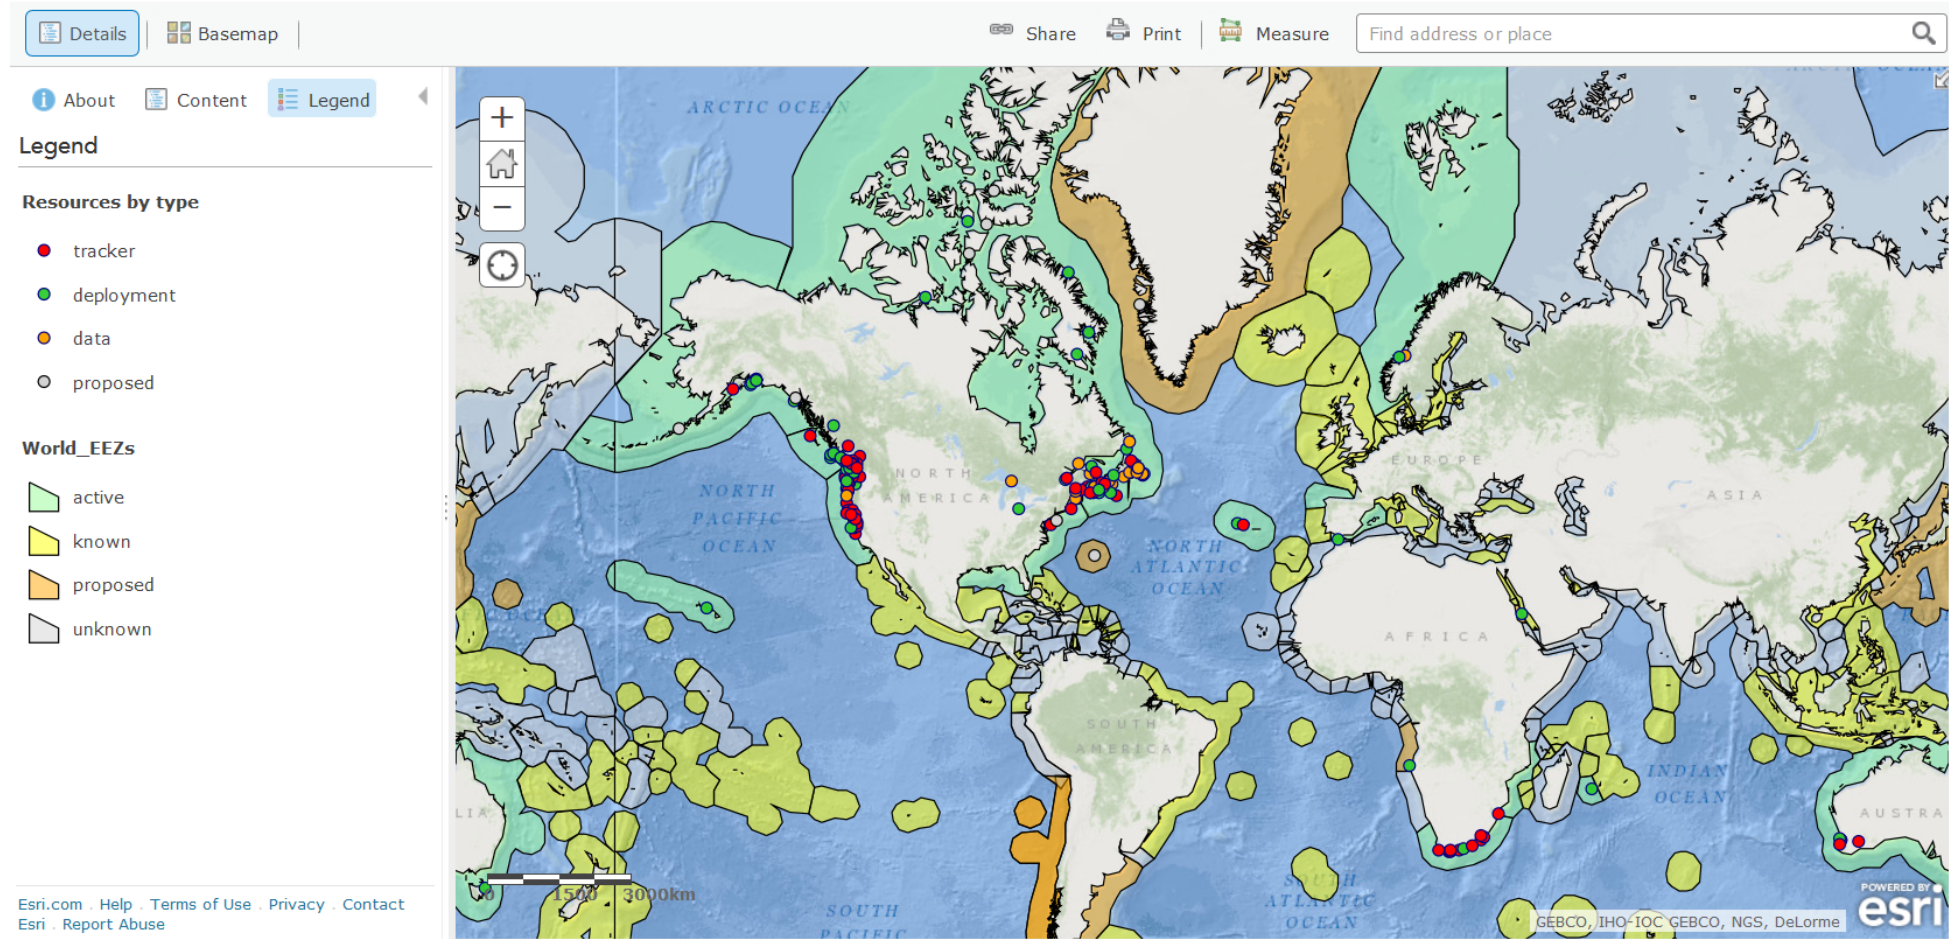 Details
Basemap
Share
Print
Measure
Find address or place
About
Content
Legend
Legend
Resources by type
tracker
deployment
data
proposed
World_EEZs
active
known
proposed
unknown
Esri.com . Help . Terms of Use . Privacy . Contact
Esri . Report Abuse
ARCTIC OCEAN
NORTH
AMERICA
NORTH
PACIFIC
OCEAN
NORTH
ATLANTIC
OCEAN
EUROPE
ASIA
AFRICA
SOUTH
AMERICA
INDIAN
OCEAN
AUSTRA
LIA
SOUTH
ATLANTIC
OCEAN
SOUTH
PACIFIC
0 1500 3000km
GEBCO, IHO-IOC GEBCO, NGS, DeLorme
POWERED BY
esri